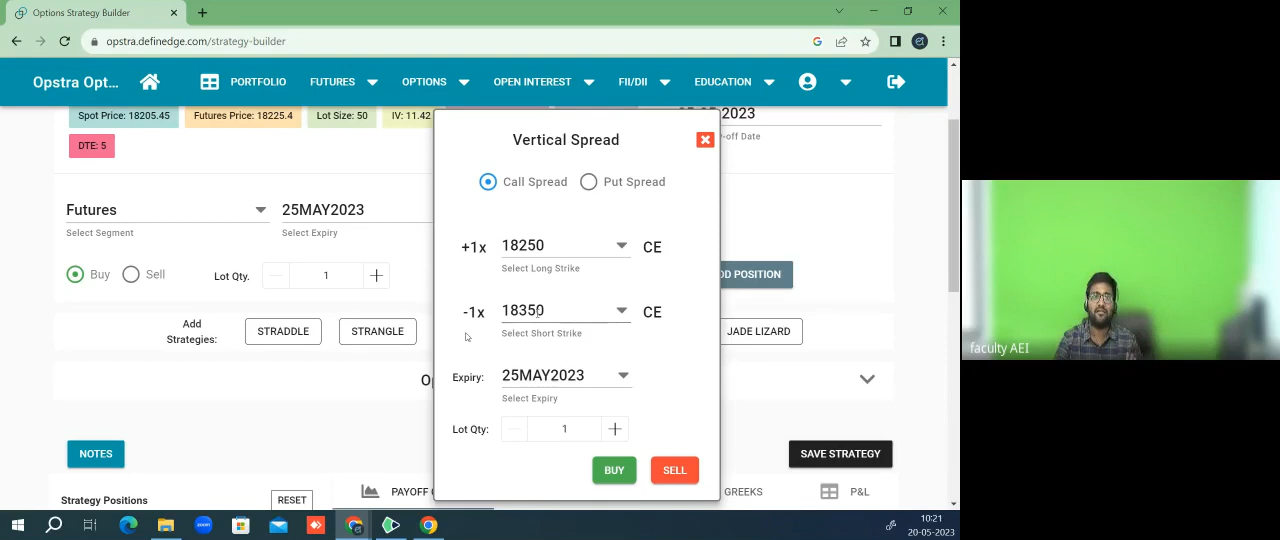 Options Strategy Builder
opstra.definedge.com/strategy-builder
Opstra Opt... PORTFOLIO FUTURES OPTIONS OPEN INTEREST FII/DII EDUCATION
Spot Price: 18205.45 Futures Price: 18225.4 Lot Size: 50 IV: 11.42
2023
y-off Date
DTE: 5
Vertical Spread
Call Spread Put Spread
Futures 25MAY2023
Select Segment Select Expiry
+1x 18250 CE
Select Long Strike
Buy Sell Lot Qty. 1 DD POSITION
-1x 18350 CE
Select Short Strike
Add Strategies: STRADDLE STRANGLE JADE LIZARD
Expiry: 25MAY2023
Select Expiry
Lot Qty: 1
BUY SELL
NOTES SAVE STRATEGY
Strategy Positions RESET PAYOFF GREEKS P&L
zoom
10:21
20-05-2023
faculty AEI